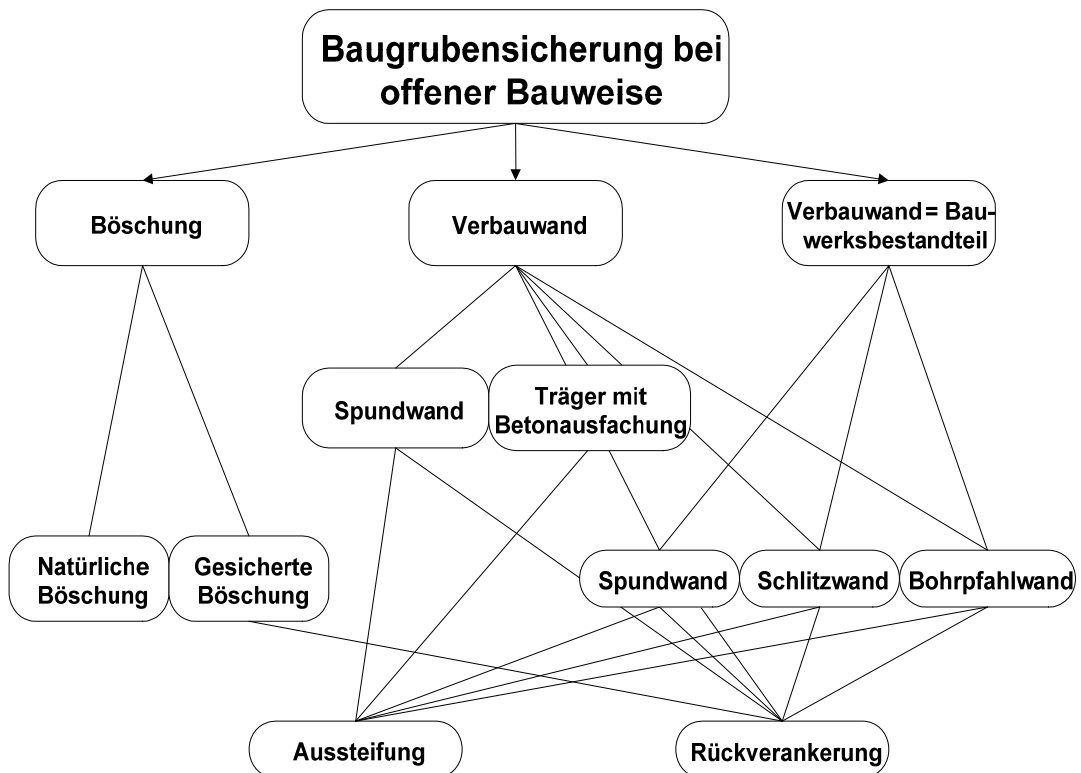 Baugrubensicherung bei
offener Bauweise
Böschung
Verbauwand
Verbauwand = Bau-
werksbestandteil
Spundwand
Träger mit
Betonausfachung
Natürliche
Böschung
Gesicherte
Böschung
Spundwand
Schlitzwand
Bohrpfahlwand
Aussteifung
Rückverankerung